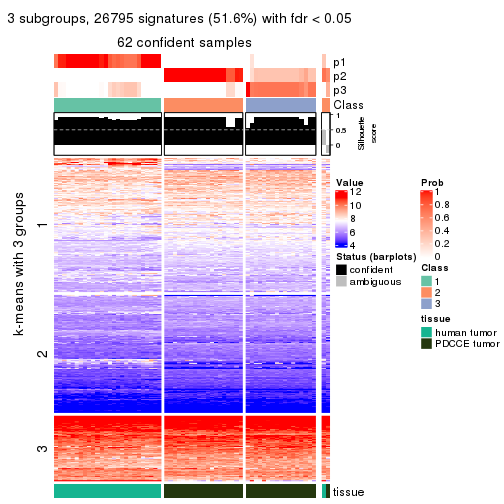 3 subgroups, 26795 signatures (51.6%) with fdr < 0.05
62 confident samples
p1
p2
p3
Class
1
0.5
0
Silhouette
score
k-means with 3 groups
1
2
3
tissue
Value
12
10
8
6
4
Status (barplots)
confident
ambiguous
Prob
1
0.8
0.6
0.4
0.2
0
Class
1
2
3
tissue
human tumor
PDCCE tumor